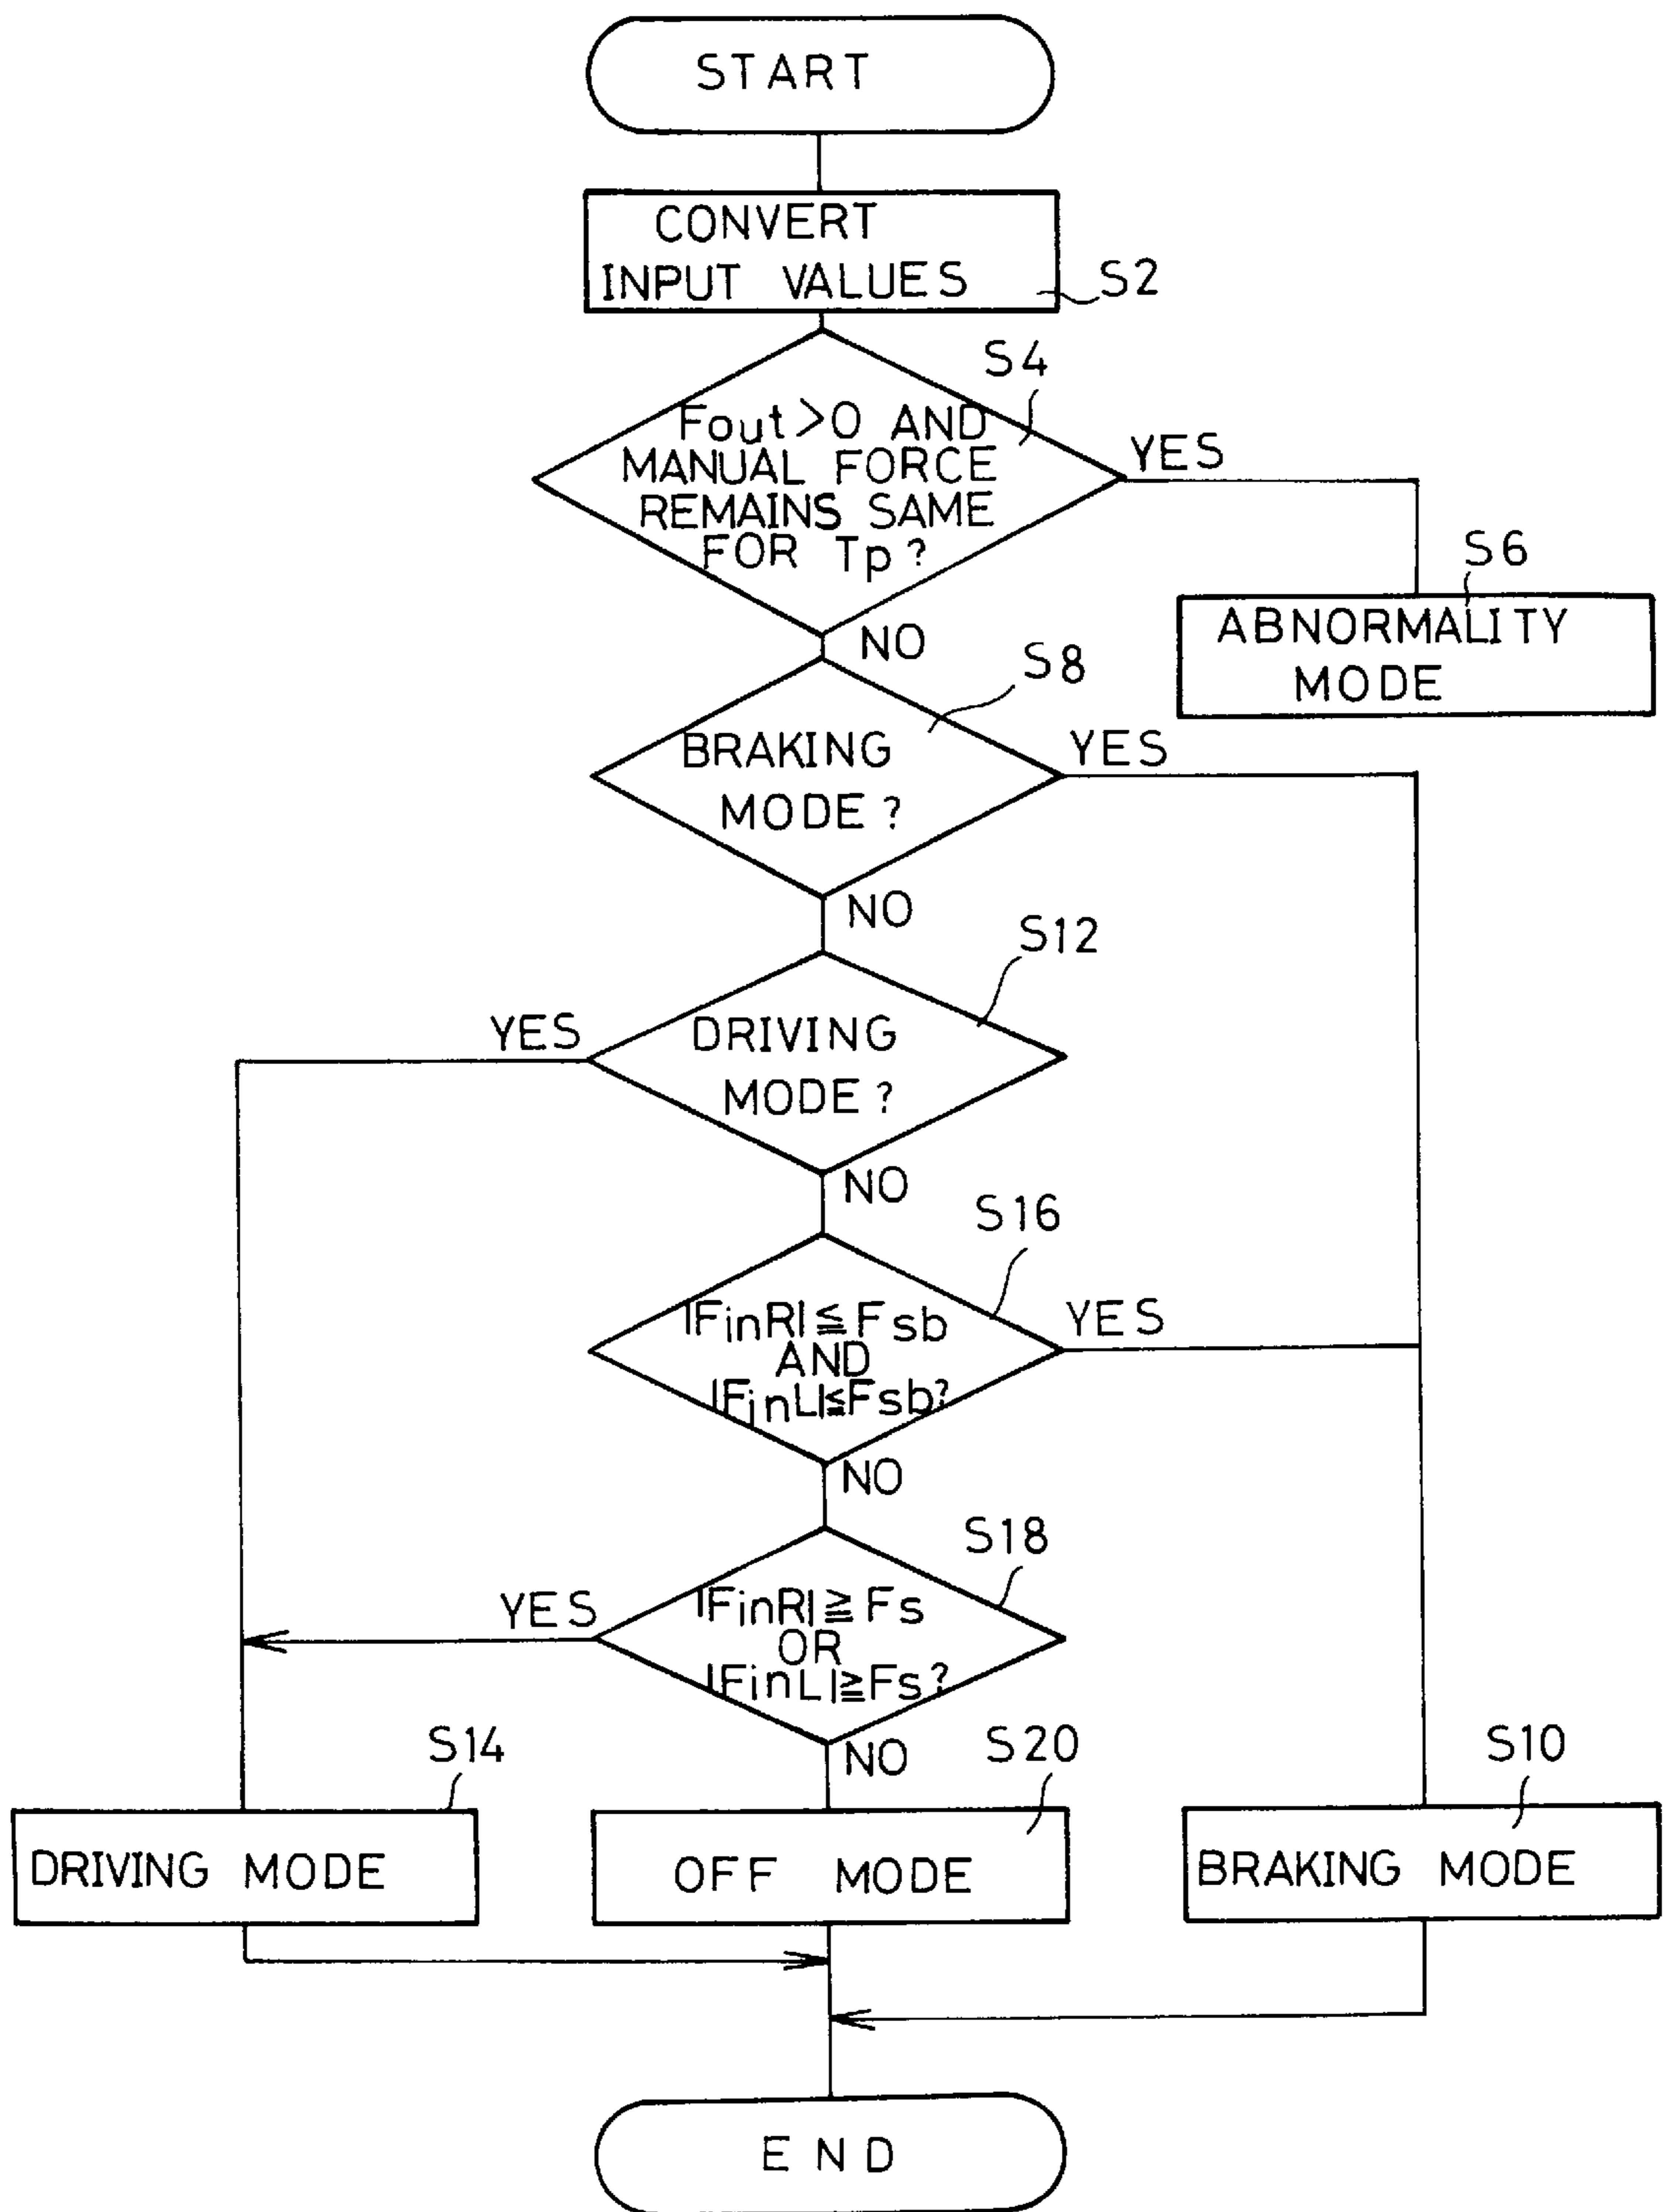 START
CONVERT
INPUT VALUES
S2
S4
Fout>0 AND
MANUAL FORCE
REMAINS SAME
FOR Tp?
YES
S6
ABNORMALITY
MODE
NO
S8
BRAKING
MODE?
YES
NO
S12
YES
DRIVING
MODE?
NO
S16
|FinR|≦Fsb
AND
|FinL|≦Fsb?
YES
NO
S18
YES
|FinR|≧Fs
OR
|FinL|≧Fs?
NO
S14
S20
S10
DRIVING MODE
OFF MODE
BRAKING MODE
END